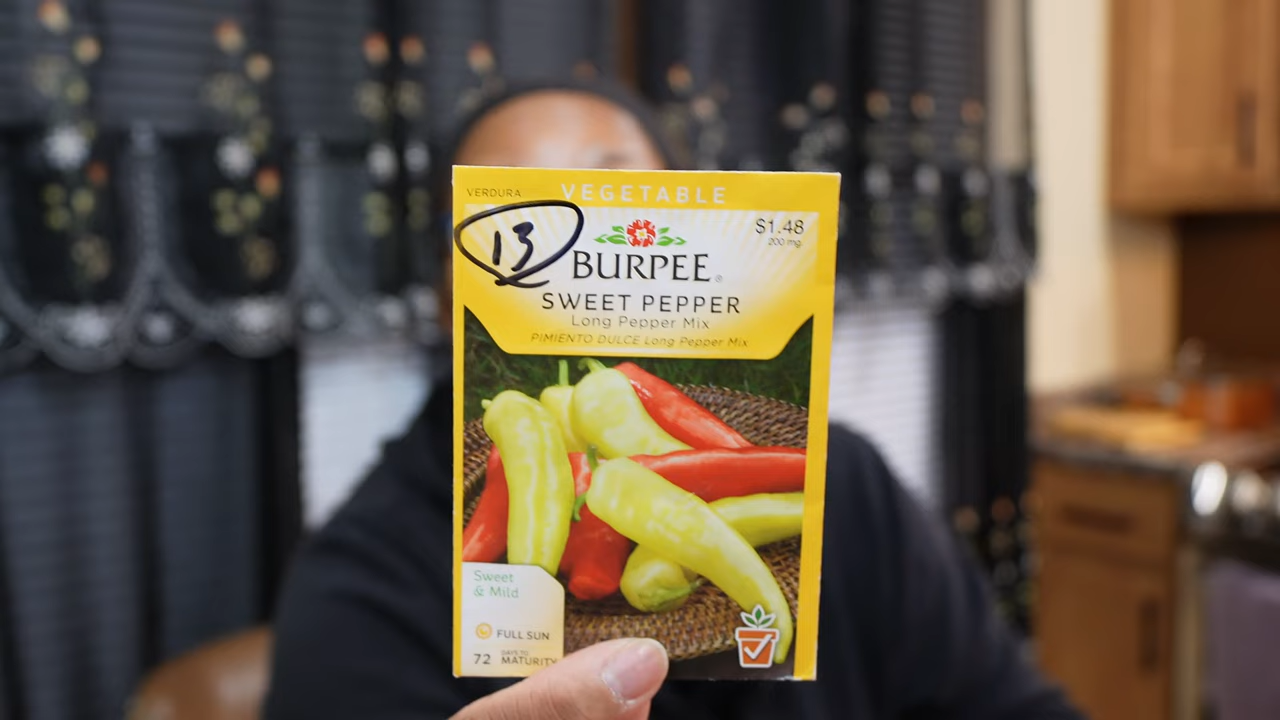 VERDURA VEGETABLE
13
$1.48
200 mg
BURPEE®
SWEET PEPPER
Long Pepper Mix
PIMIENTO DULCE Long Pepper Mix
Sweet
& Mild
FULL SUN
72 DAYS TO
MATURITY